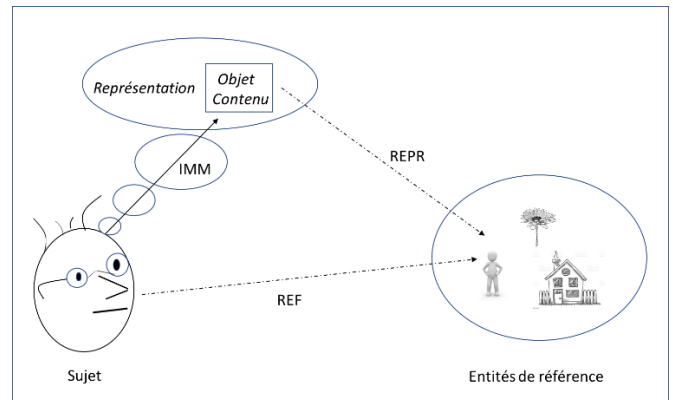 Représentation
Objet
Contenu
IMM
REPR
REF
Sujet
Entités de référence